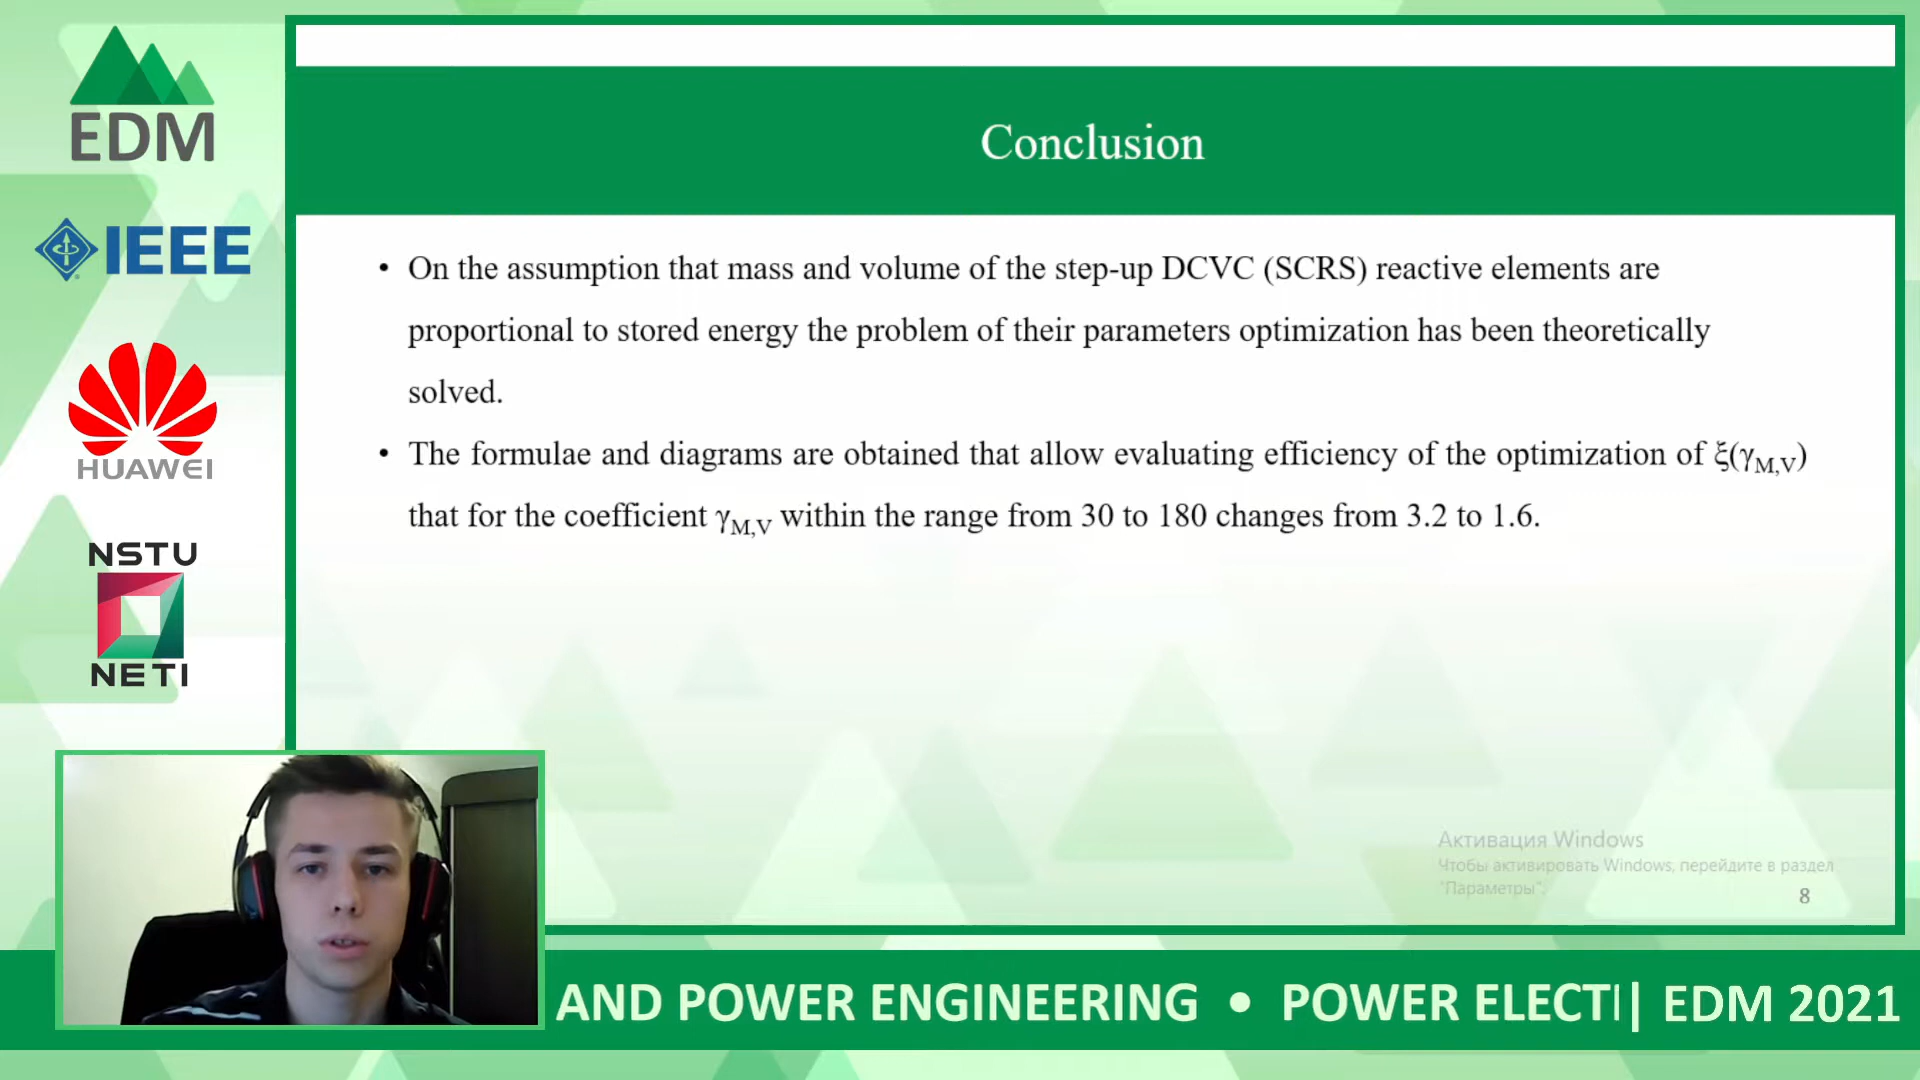 EDM
IEEE
HUAWEI
NSTU
NETI
Conclusion
• On the assumption that mass and volume of the step-up DCVC (SCRS) reactive elements are
proportional to stored energy the problem of their parameters optimization has been theoretically
solved.
• The formulae and diagrams are obtained that allow evaluating efficiency of the optimization of ξ(γM,V)
that for the coefficient γM,V within the range from 30 to 180 changes from 3.2 to 1.6.
Активация Windows
Чтобы активировать Windows, перейдите в раздел
"Параметры".
8
AND POWER ENGINEERING • POWER ELECT | EDM 2021